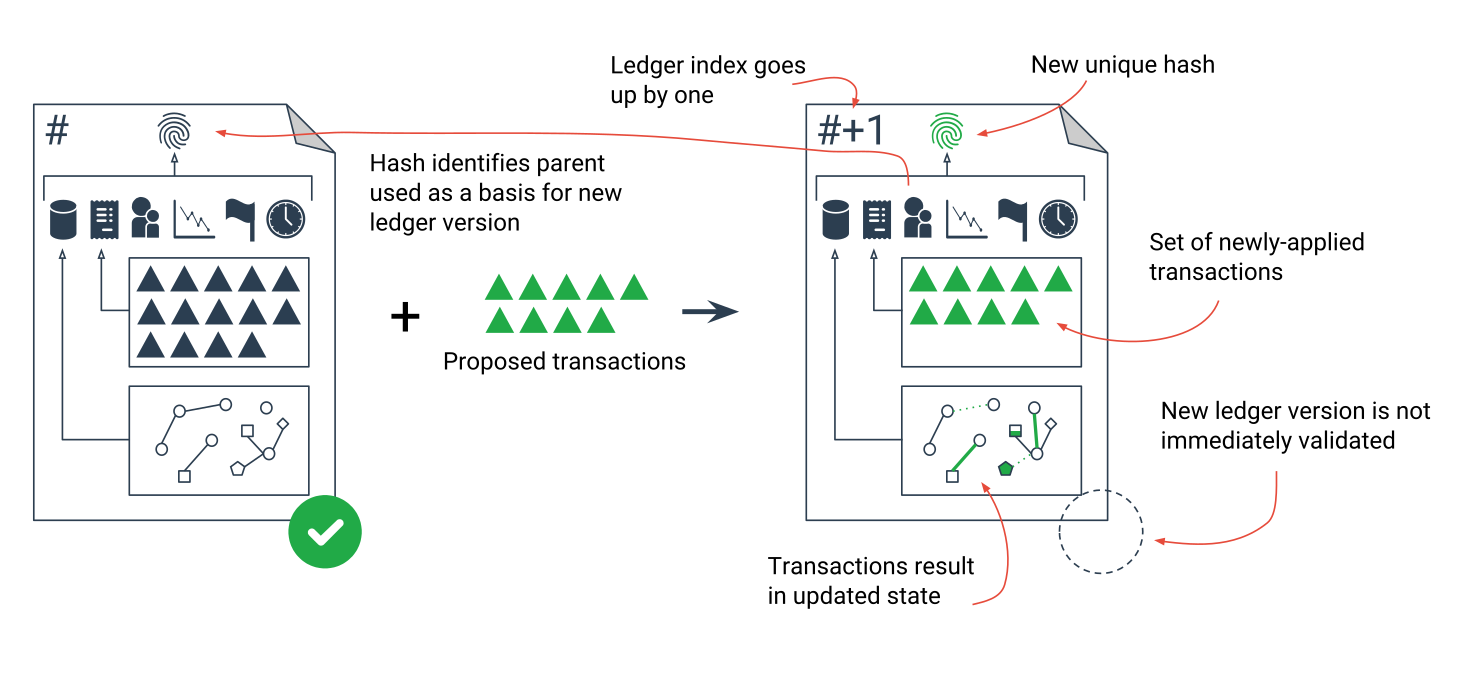 Ledger index goes
up by one
New unique hash
#
#+1
Hash identifies parent
used as a basis for new
ledger version
Set of newly-applied
transactions
+
Proposed transactions
New ledger version is not
immediately validated
Transactions result
in updated state